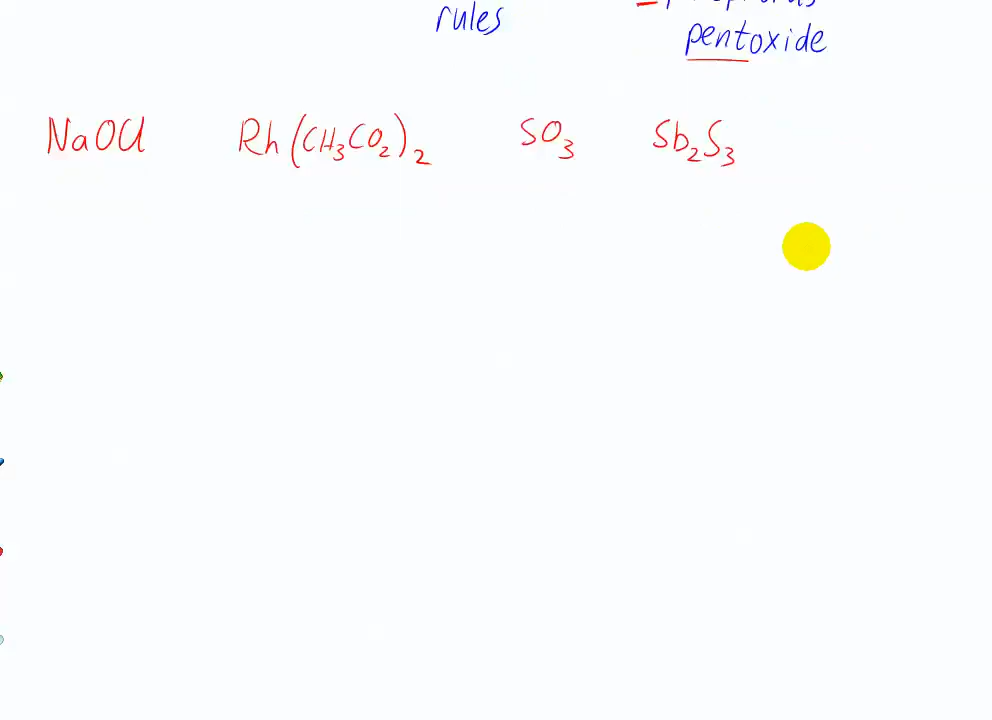 rules
pentoxide
NaOCl Rh(CH₃CO₂)₂ SO₃ Sb₂S₃